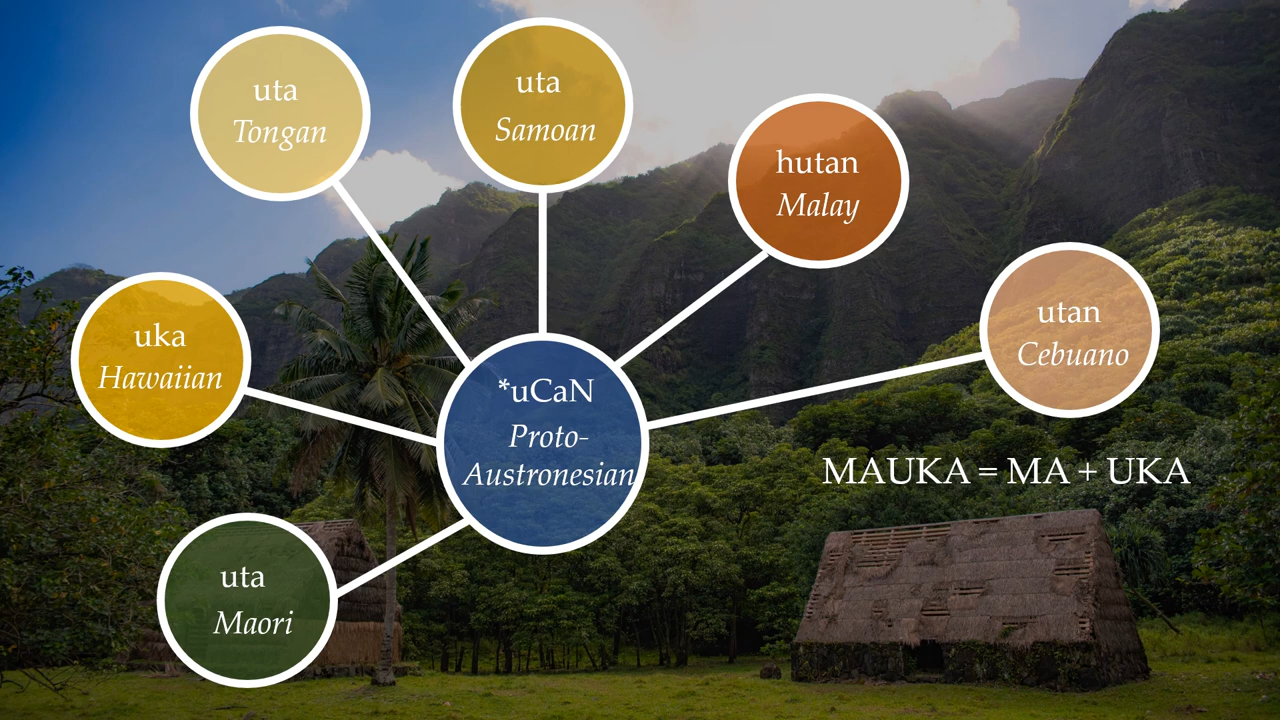 uta
Tongan
uta
Samoan
hutan
Malay
utan
Cebuano
uka
Hawaiian
*uCaN
Proto-
Austronesian
MAUKA = MA + UKA
uta
Maori